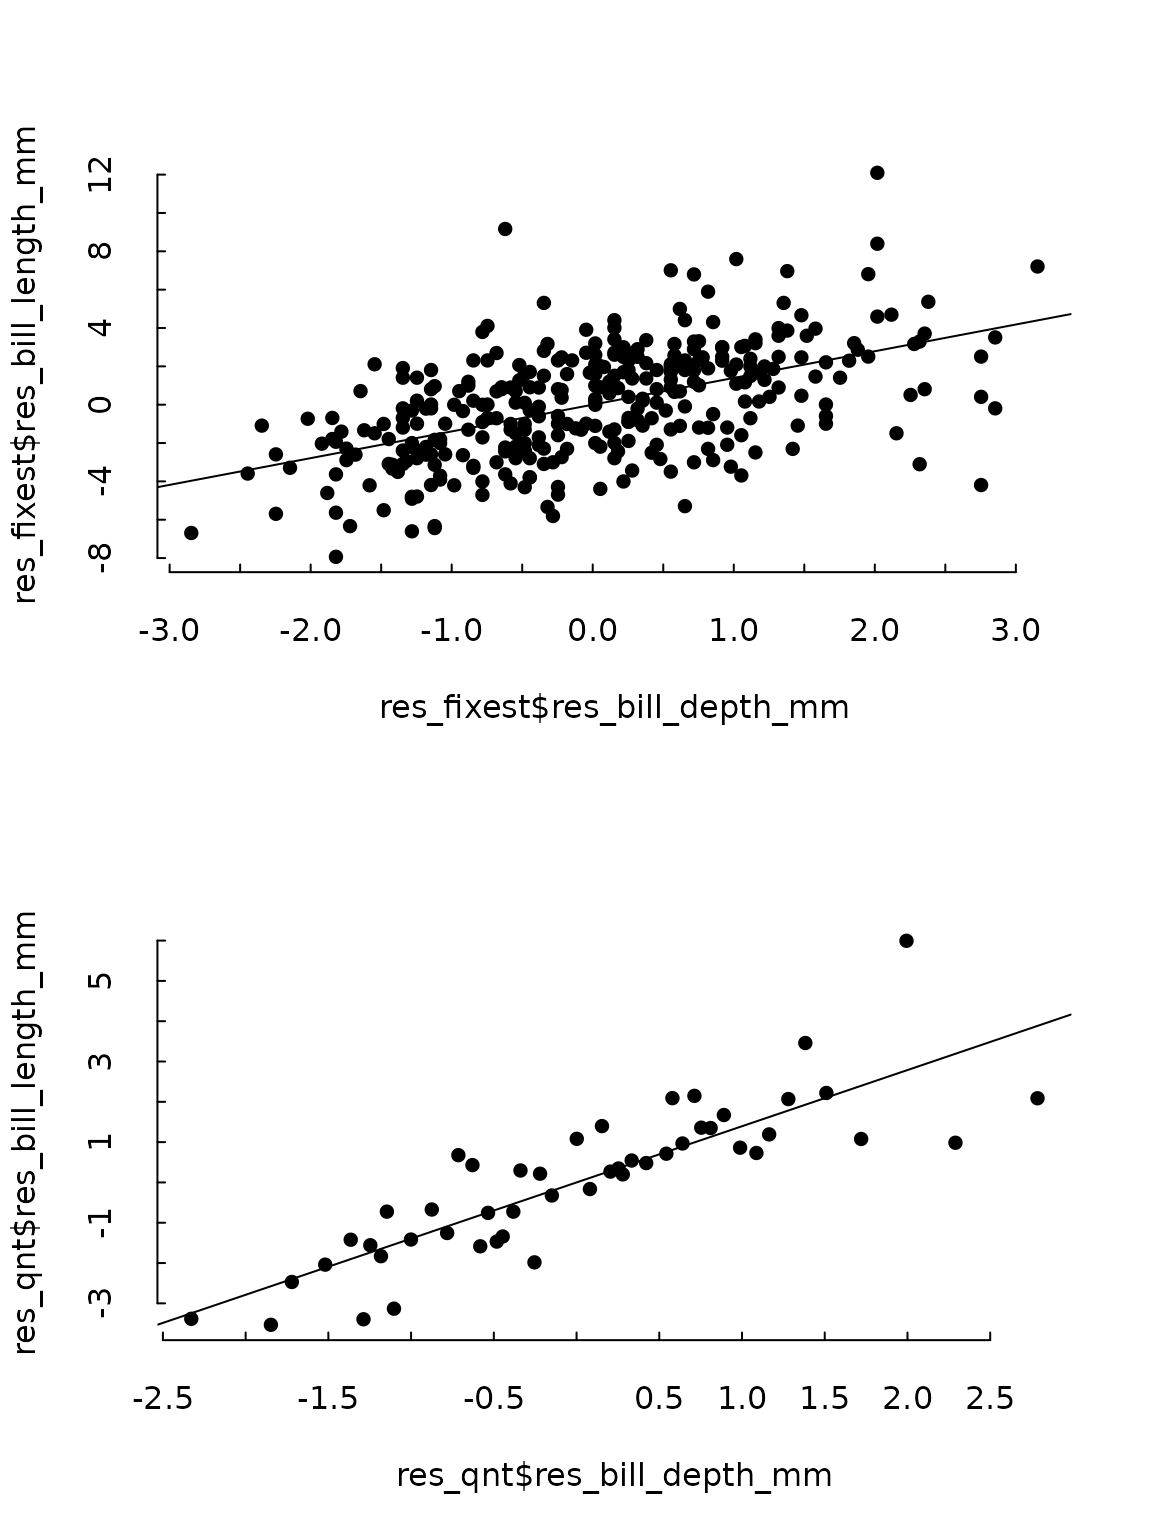 res_fixest$res_bill_length_mm
12
8
4
0
-4
-8
-3.0 -2.0 -1.0 0.0 1.0 2.0 3.0
res_fixest$res_bill_depth_mm
res_qnt$res_bill_length_mm
5
3
1
-1
-3
-2.5 -1.5 -0.5 0.5 1.0 1.5 2.0 2.5
res_qnt$res_bill_depth_mm